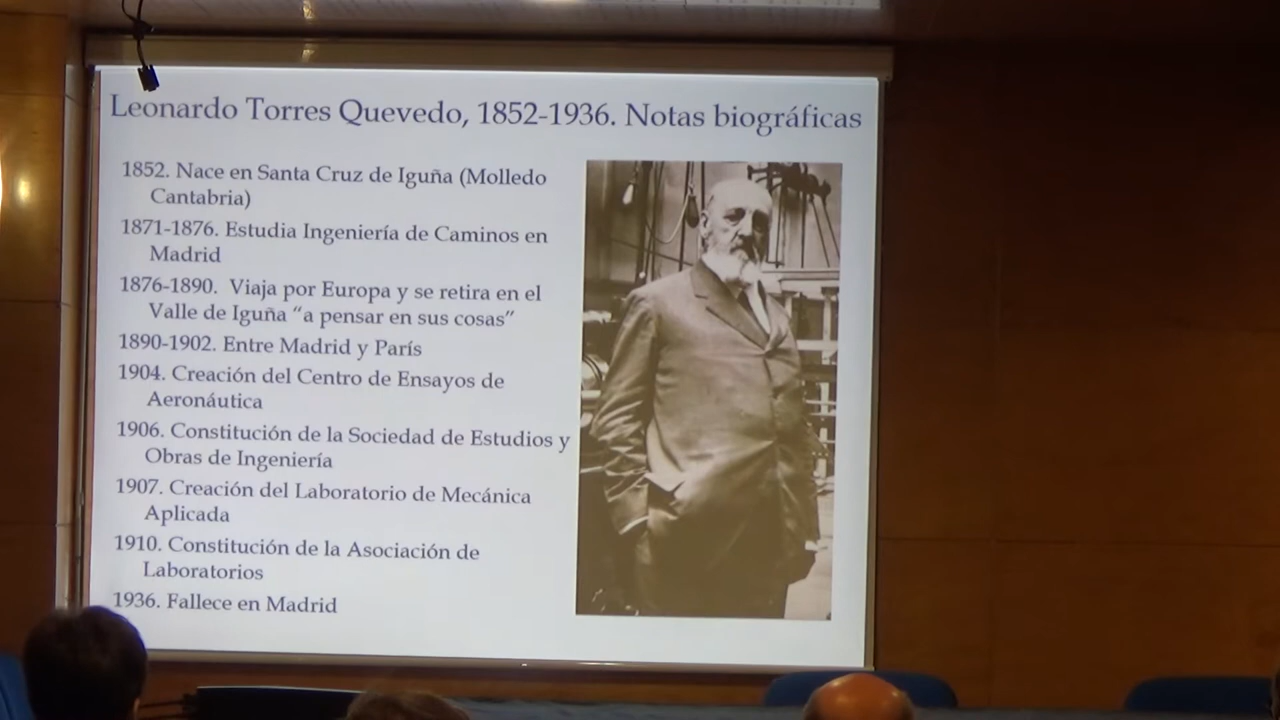 Leonardo Torres Quevedo, 1852-1936. Notas biográficas
1852. Nace en Santa Cruz de Iguña (Molledo
Cantabria)
1871-1876. Estudia Ingeniería de Caminos en
Madrid
1876-1890. Viaja por Europa y se retira en el
Valle de Iguña “a pensar en sus cosas”
1890-1902. Entre Madrid y París
1904. Creación del Centro de Ensayos de
Aeronáutica
1906. Constitución de la Sociedad de Estudios y
Obras de Ingeniería
1907. Creación del Laboratorio de Mecánica
Aplicada
1910. Constitución de la Asociación de
Laboratorios
1936. Fallece en Madrid